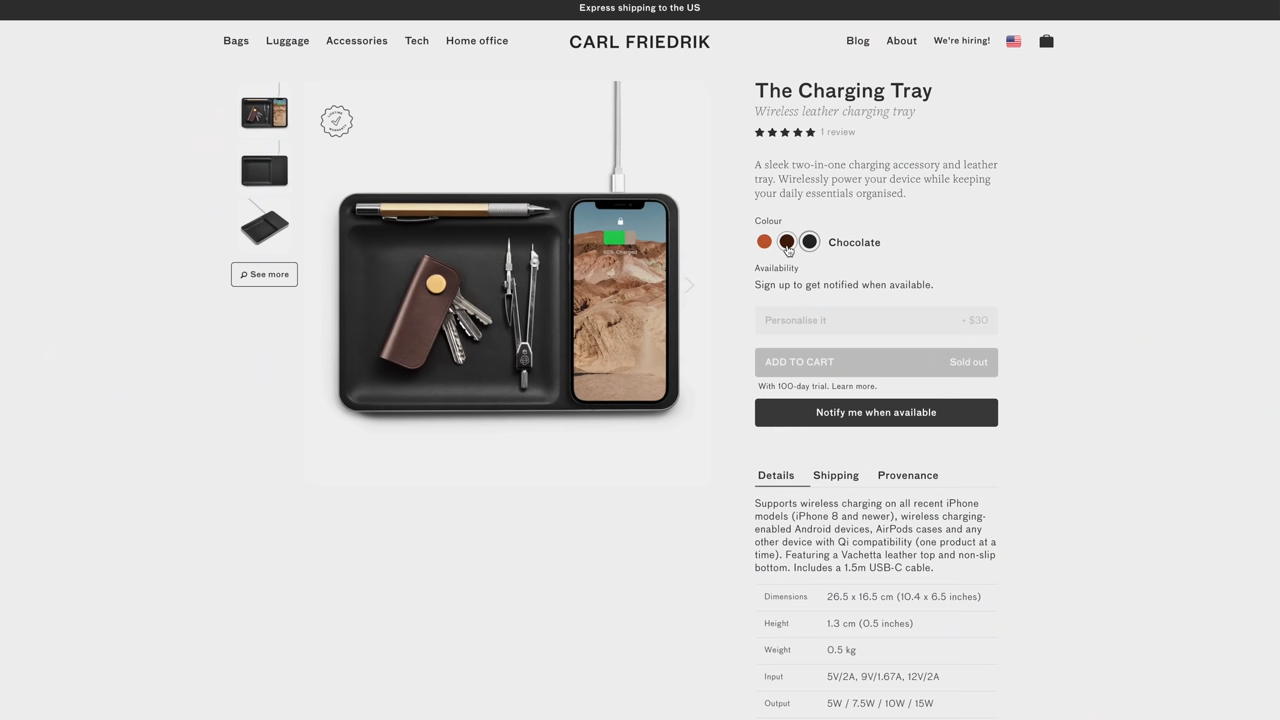 Express shipping to the US
Bags Luggage Accessories Tech Home office CARL FRIEDRIK Blog About We're hiring!
The Charging Tray
Wireless leather charging tray
1 review
A sleek two-in-one charging accessory and leather
tray. Wirelessly power your device while keeping
your daily essentials organised.
Colour
Chocolate
Availability
Sign up to get notified when available.
Personalise it + $30
ADD TO CART Sold out
With 100-day trial. Learn more.
Notify me when available
See more
Details Shipping Provenance
Supports wireless charging on all recent iPhone
models (iPhone 8 and newer), wireless charging-
enabled Android devices, AirPods cases and any
other device with Qi compatibility (one product at a
time). Featuring a Vachetta leather top and non-slip
bottom. Includes a 1.5m USB-C cable.
Dimensions 26.5 x 16.5 cm (10.4 x 6.5 inches)
Height 1.3 cm (0.5 inches)
Weight 0.5 kg
Input 5V/2A, 9V/1.67A, 12V/2A
Output 5W / 7.5W / 10W / 15W